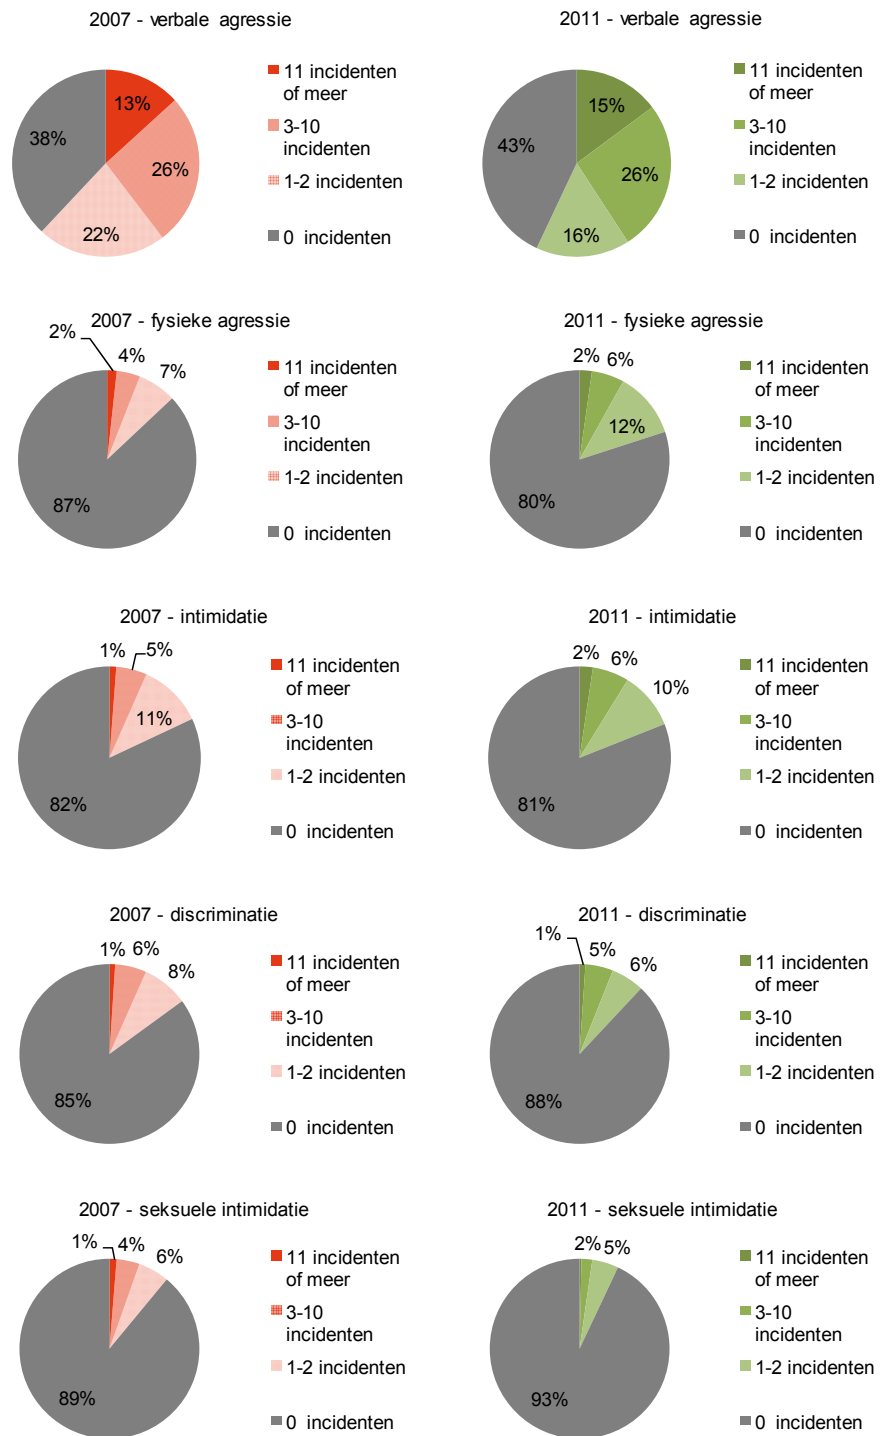 2007 - verbale agressie
13%
26%
22%
38%
11 incidenten
of meer
3-10
incidenten
1-2 incidenten
0 incidenten
2011 - verbale agressie
15%
26%
16%
43%
11 incidenten
of meer
3-10
incidenten
1-2 incidenten
0 incidenten
2007 - fysieke agressie
2%
4%
7%
87%
11 incidenten
of meer
3-10
incidenten
1-2 incidenten
0 incidenten
2011 - fysieke agressie
2%
6%
12%
80%
11 incidenten
of meer
3-10
incidenten
1-2 incidenten
0 incidenten
2007 - intimidatie
1%
5%
11%
82%
11 incidenten
of meer
3-10
incidenten
1-2 incidenten
0 incidenten
2011 - intimidatie
2%
6%
10%
81%
11 incidenten
of meer
3-10
incidenten
1-2 incidenten
0 incidenten
2007 - discriminatie
1%
6%
8%
85%
11 incidenten
of meer
3-10
incidenten
1-2 incidenten
0 incidenten
2011 - discriminatie
1%
5%
6%
88%
11 incidenten
of meer
3-10
incidenten
1-2 incidenten
0 incidenten
2007 - seksuele intimidatie
1%
4%
6%
89%
11 incidenten
of meer
3-10
incidenten
1-2 incidenten
0 incidenten
2011 - seksuele intimidatie
2%
5%
93%
11 incidenten
of meer
3-10
incidenten
1-2 incidenten
0 incidenten